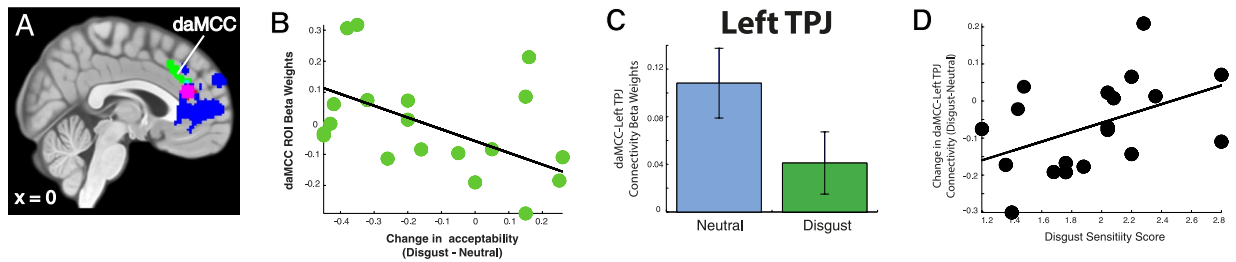 A
daMCC
x = 0
B
daMCC ROI Beta Weights
0.3
0.2
0.1
0
-0.1
-0.2
-0.4
-0.3
-0.2
-0.1
0
0.1
0.2
Change in acceptability
(Disgust - Neutral)
C
Left TPJ
daMCC-Left TPJ
Connectivity Beta Weights
0.12
0.08
0.04
0
Neutral
Disgust
D
Change in daMCC-Left TPJ
Connectivity (Disgust-Neutral)
0.2
0.1
0
-0.1
-0.2
-0.3
1.2
1.4
1.6
1.8
2.0
2.2
2.4
2.6
2.8
Disgust Sensitiity Score